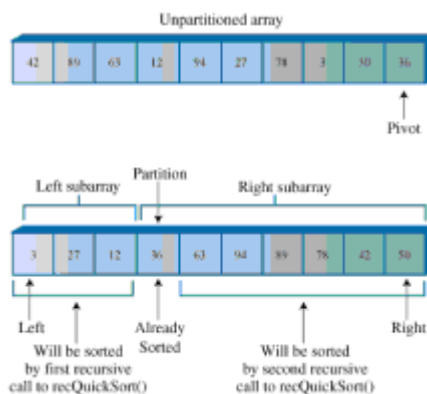 Unpartitioned array
42 89 63 12 94 27 78 3 50 36
Pivot
Partition
Left subarray Right subarray
3 27 12 36 63 94 89 78 42 50
Left Already Sorted Right
Will be sorted by first recursive call to recQuickSort()
Will be sorted by second recursive call to recQuickSort()